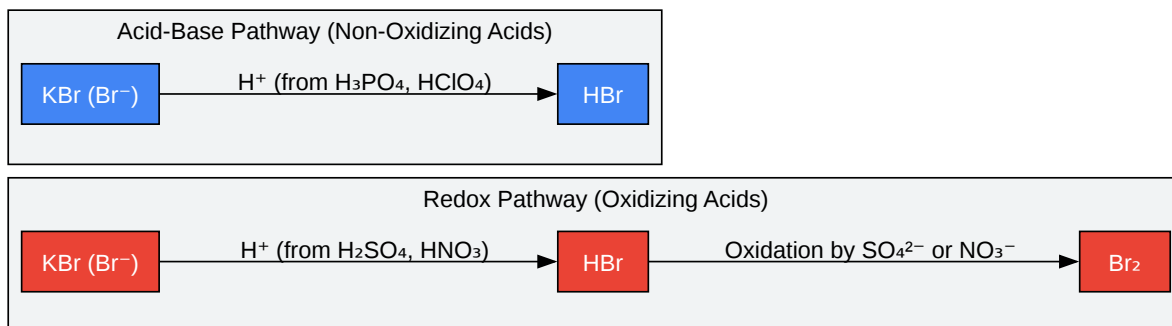 Acid-Base Pathway (Non-Oxidizing Acids)
KBr (Br⁻)
H⁺ (from H₃PO₄, HClO₄)
HBr
Redox Pathway (Oxidizing Acids)
KBr (Br⁻)
H⁺ (from H₂SO₄, HNO₃)
HBr
Oxidation by SO₄²⁻ or NO₃⁻
Br₂